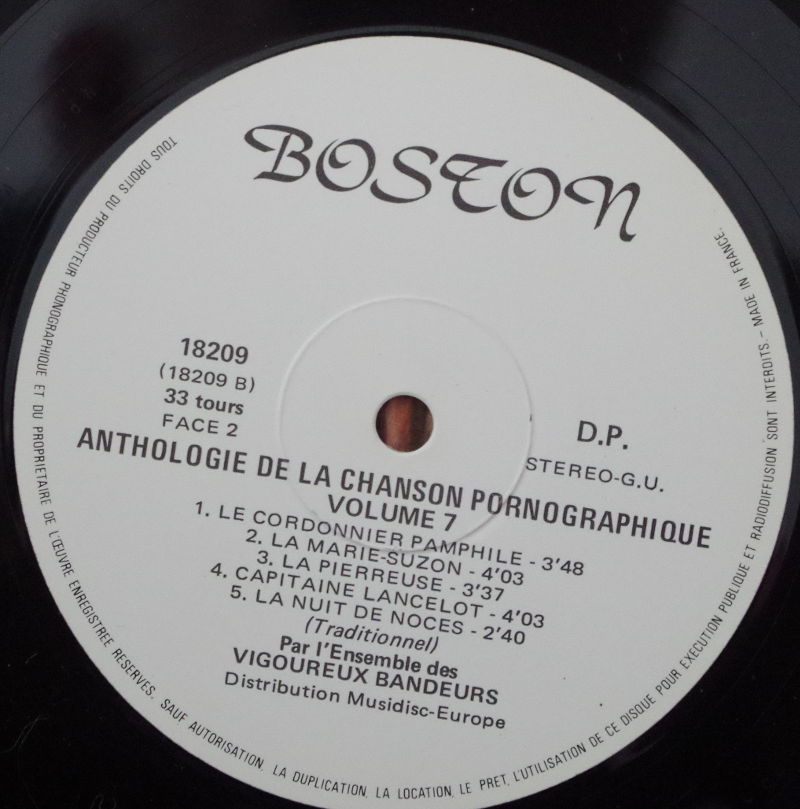 BOSTON
18209
(18209 B)
33 tours
FACE 2
D.P.
STEREO-G.U.
ANTHOLOGIE DE LA CHANSON PORNOGRAPHIQUE
VOLUME 7
1. LE CORDONNIER PAMPHILE - 3'48
2. LA MARIE-SUZON - 4'03
3. LA PIERREUSE - 3'37
4. CAPITAINE LANCELOT - 4'03
5. LA NUIT DE NOCES - 2'40
(Traditionnel)
Par l'Ensemble des
VIGOUREUX BANDEURS
Distribution Musidisc-Europe
TOUS DROITS DU PRODUCTEUR PHONOGRAPHIQUE ET DU PROPRIETAIRE DE L'ŒUVRE ENREGISTREE RESERVES. SAUF AUTORISATION, LA DUPLICATION, LA LOCATION, LE PRET, L'UTILISATION DE CE DISQUE POUR EXECUTION PUBLIQUE ET RADIODIFFUSION SONT INTERDITS. - MADE IN FRANCE.